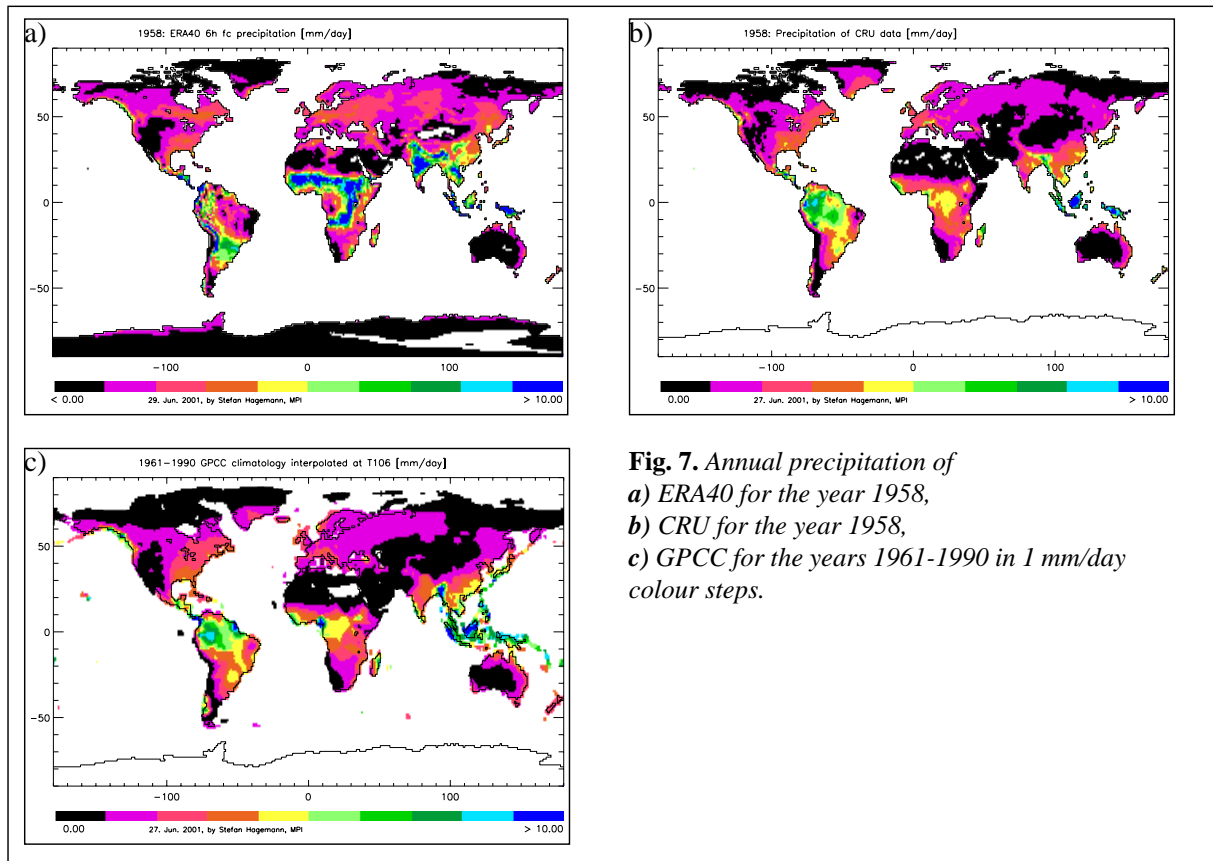 a)
1958: ERA40 6h fc precipitation [mm/day]
50
0
−50
−100
0
100
< 0.00
29. Jun. 2001, by Stefan Hagemann, MPI
> 10.00
b)
1958: Precipitation of CRU data [mm/day]
50
0
−50
−100
0
100
0.00
27. Jun. 2001, by Stefan Hagemann, MPI
> 10.00
c)
1961−1990 GPCC climatology interpolated at T106 [mm/day]
50
0
−50
−100
0
100
0.00
27. Jun. 2001, by Stefan Hagemann, MPI
> 10.00
Fig. 7. Annual precipitation of
a) ERA40 for the year 1958,
b) CRU for the year 1958,
c) GPCC for the years 1961-1990 in 1 mm/day
colour steps.